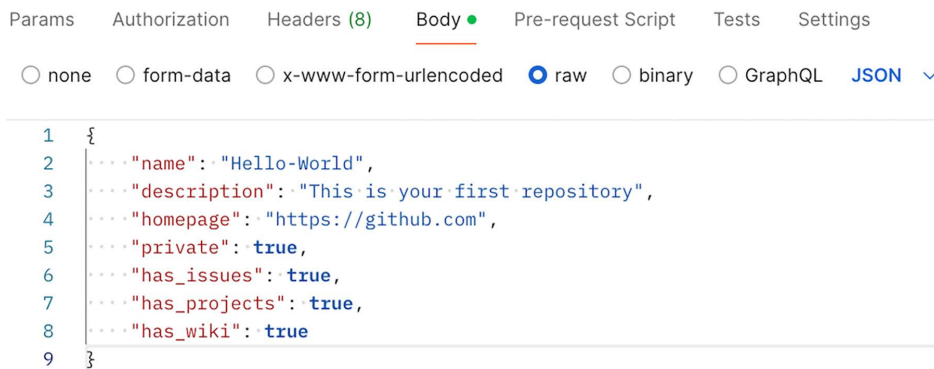 Params Authorization Headers (8) Body Pre-request Script Tests Settings
none form-data x-www-form-urlencoded raw binary GraphQL JSON
1 {
2 "name": "Hello-World",
3 "description": "This is your first repository",
4 "homepage": "https://github.com",
5 "private": true,
6 "has_issues": true,
7 "has_projects": true,
8 "has_wiki": true
9 }